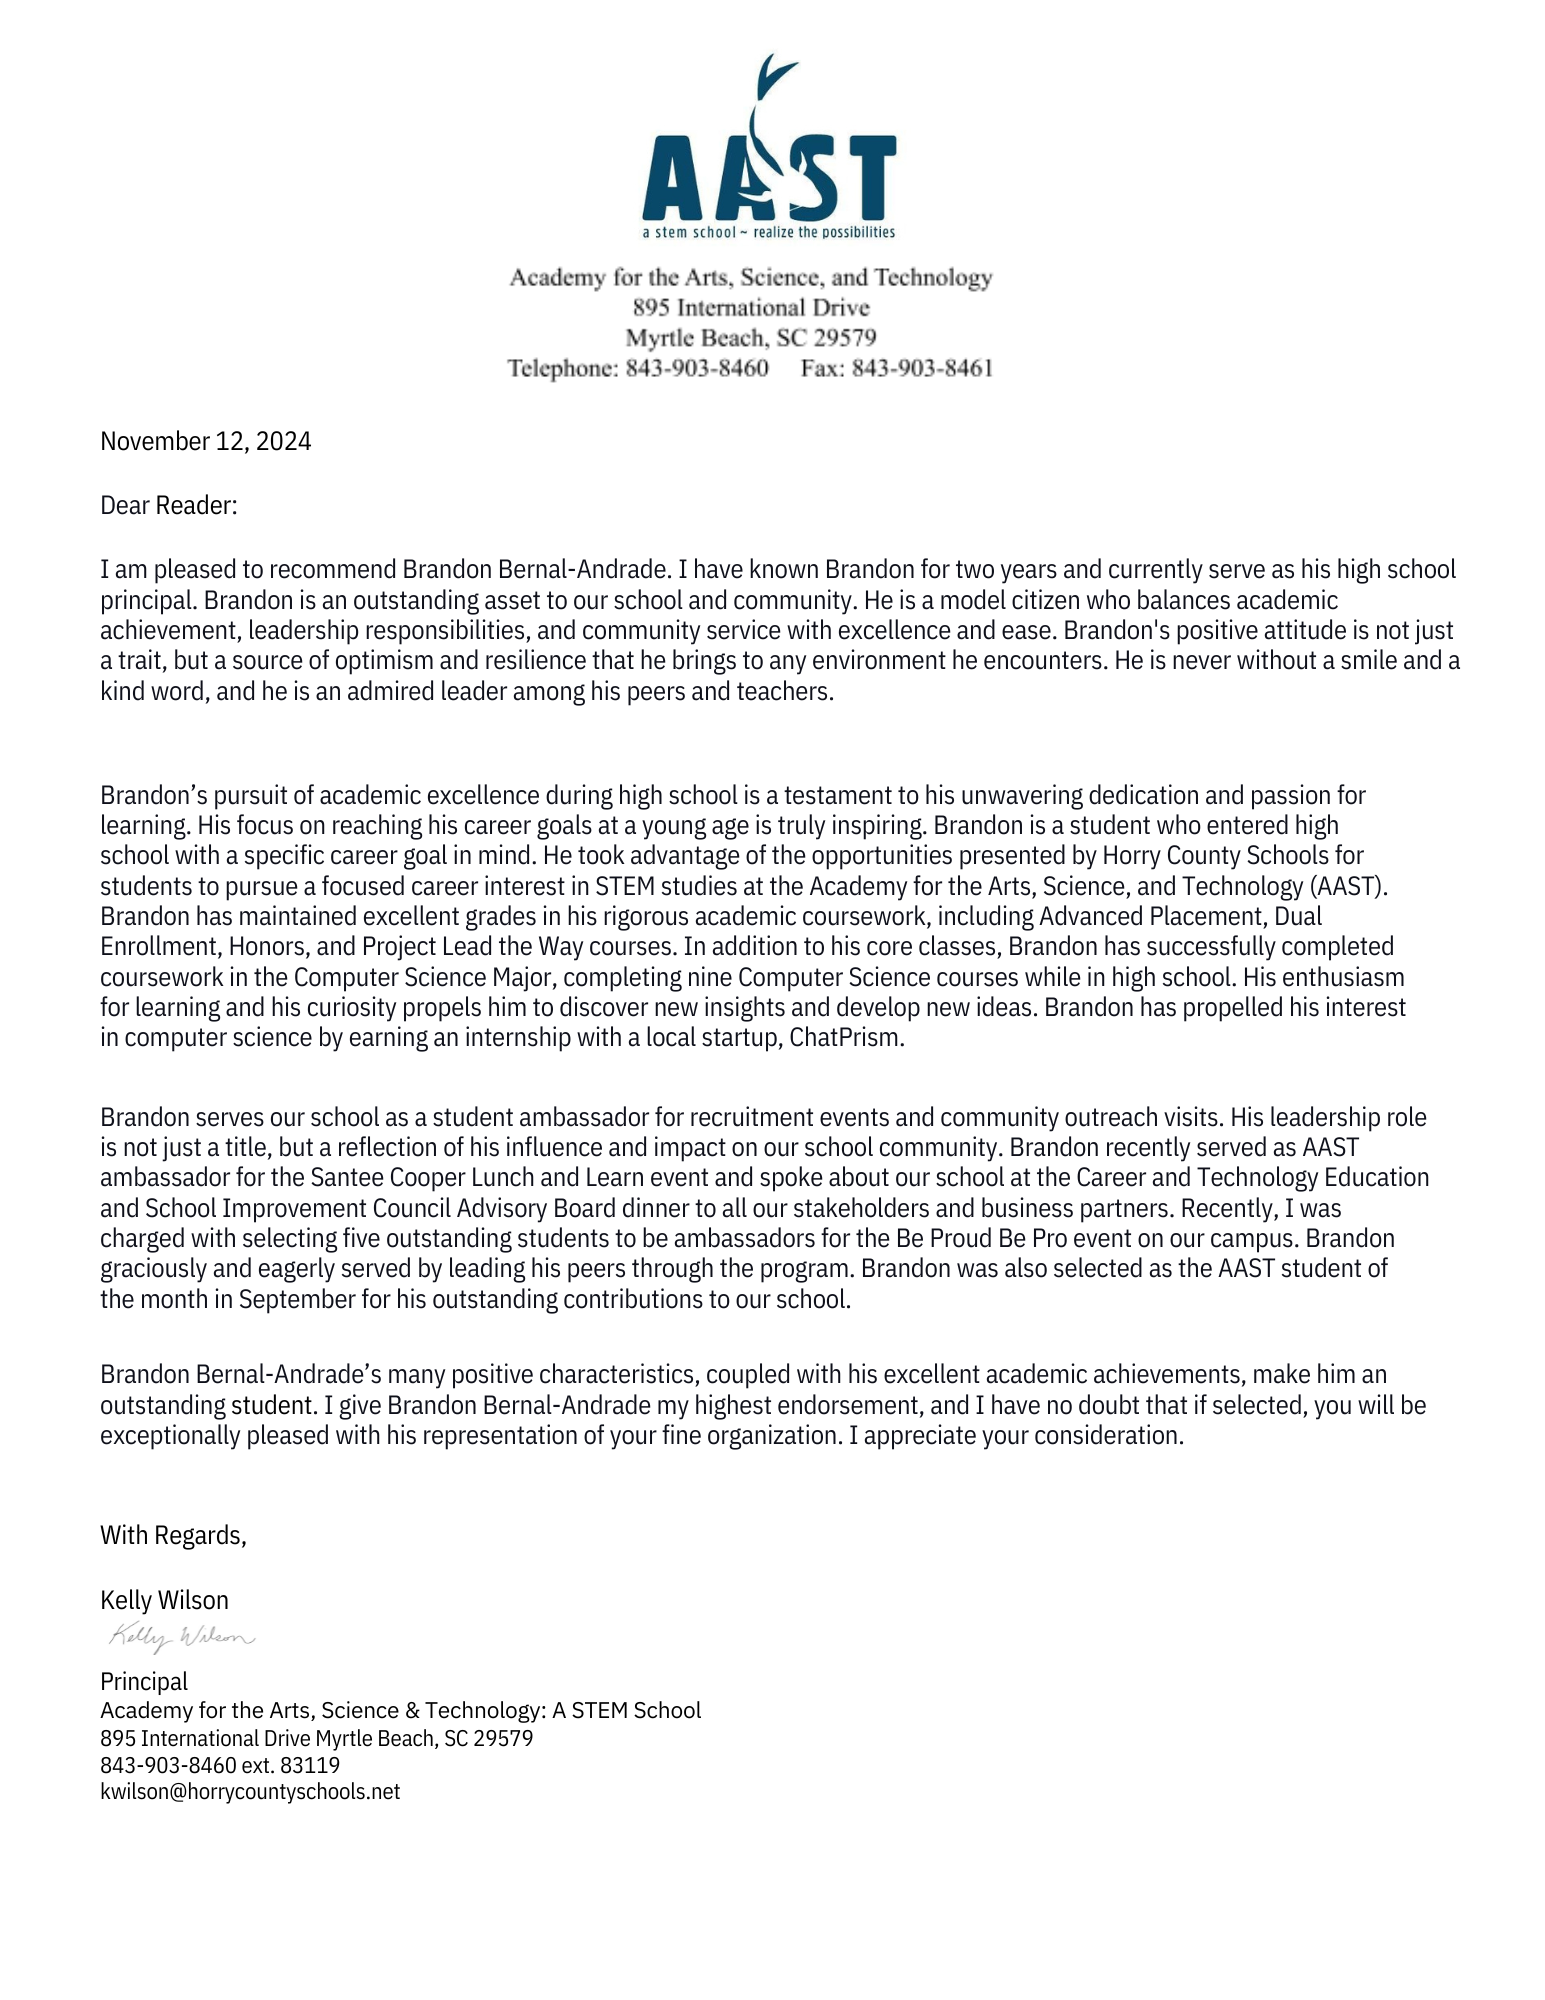 AAST
a stem school ~ realize the possibilities
Academy for the Arts, Science, and Technology
895 International Drive
Myrtle Beach, SC 29579
Telephone: 843-903-8460 Fax: 843-903-8461
November 12, 2024
Dear Reader:
I am pleased to recommend Brandon Bernal-Andrade. I have known Brandon for two years and currently serve as his high school
principal. Brandon is an outstanding asset to our school and community. He is a model citizen who balances academic
achievement, leadership responsibilities, and community service with excellence and ease. Brandon's positive attitude is not just
a trait, but a source of optimism and resilience that he brings to any environment he encounters. He is never without a smile and a
kind word, and he is an admired leader among his peers and teachers.
Brandon’s pursuit of academic excellence during high school is a testament to his unwavering dedication and passion for
learning. His focus on reaching his career goals at a young age is truly inspiring. Brandon is a student who entered high
school with a specific career goal in mind. He took advantage of the opportunities presented by Horry County Schools for
students to pursue a focused career interest in STEM studies at the Academy for the Arts, Science, and Technology (AAST).
Brandon has maintained excellent grades in his rigorous academic coursework, including Advanced Placement, Dual
Enrollment, Honors, and Project Lead the Way courses. In addition to his core classes, Brandon has successfully completed
coursework in the Computer Science Major, completing nine Computer Science courses while in high school. His enthusiasm
for learning and his curiosity propels him to discover new insights and develop new ideas. Brandon has propelled his interest
in computer science by earning an internship with a local startup, ChatPrism.
Brandon serves our school as a student ambassador for recruitment events and community outreach visits. His leadership role
is not just a title, but a reflection of his influence and impact on our school community. Brandon recently served as AAST
ambassador for the Santee Cooper Lunch and Learn event and spoke about our school at the Career and Technology Education
and School Improvement Council Advisory Board dinner to all our stakeholders and business partners. Recently, I was
charged with selecting five outstanding students to be ambassadors for the Be Proud Be Pro event on our campus. Brandon
graciously and eagerly served by leading his peers through the program. Brandon was also selected as the AAST student of
the month in September for his outstanding contributions to our school.
Brandon Bernal-Andrade’s many positive characteristics, coupled with his excellent academic achievements, make him an
outstanding student. I give Brandon Bernal-Andrade my highest endorsement, and I have no doubt that if selected, you will be
exceptionally pleased with his representation of your fine organization. I appreciate your consideration.
With Regards,
Kelly Wilson
Kelly Wilson
Principal
Academy for the Arts, Science & Technology: A STEM School
895 International Drive Myrtle Beach, SC 29579
843-903-8460 ext. 83119
kwilson@horrycountyschools.net